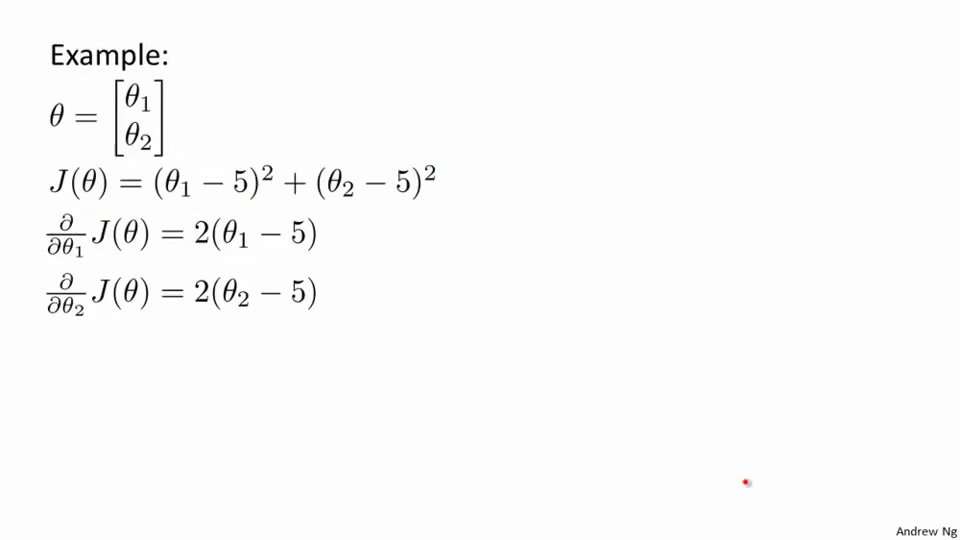 Example:
θ = [θ₁
θ₂]
J(θ) = (θ₁ − 5)² + (θ₂ − 5)²
∂/∂θ₁ J(θ) = 2(θ₁ − 5)
∂/∂θ₂ J(θ) = 2(θ₂ − 5)
Andrew Ng